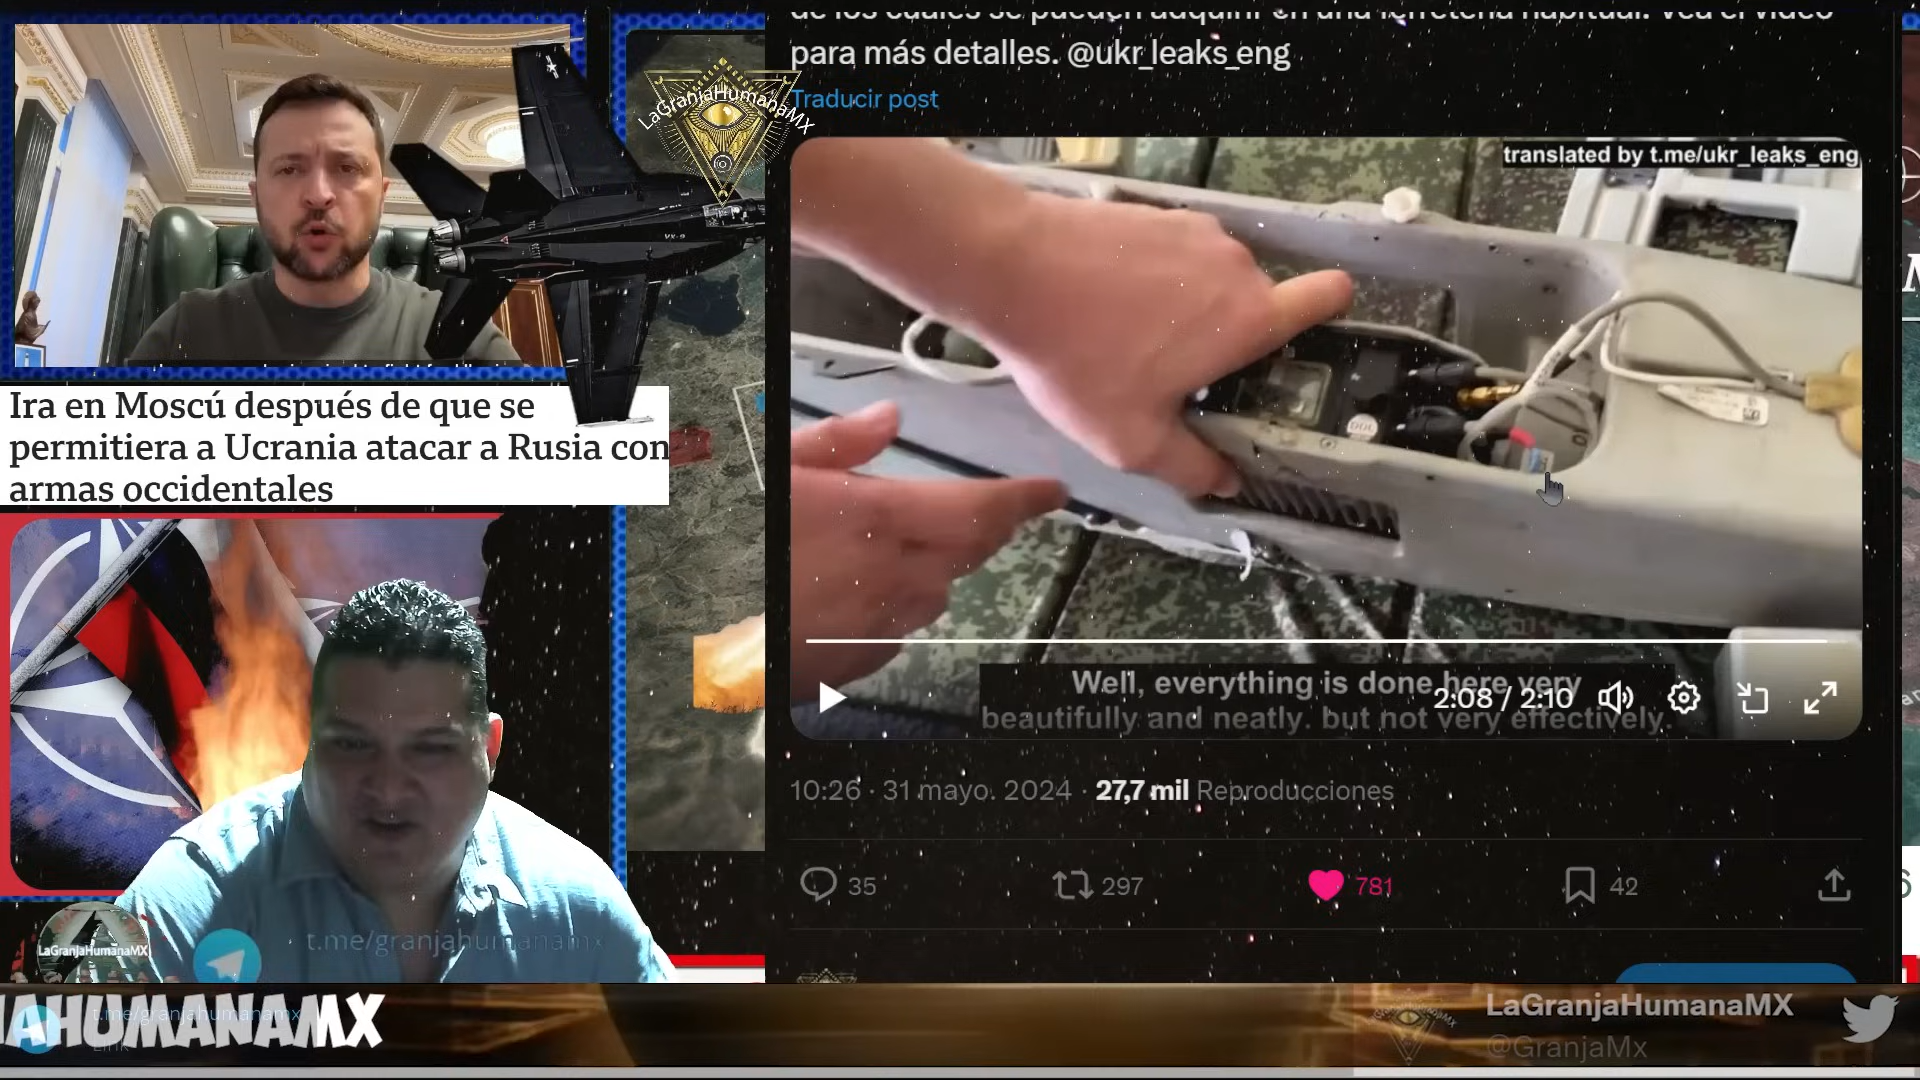 para más detalles. @ukr_leaks_eng
Traducir post
LaGranjaHumanaMX
translated by t.me/ukr_leaks_eng
Ira en Moscú después de que se
permitiera a Ucrania atacar a Rusia con
armas occidentales
Well, everything is done here very
beautifully and neatly. but not very effectively.
2:08 / 2:10
10:26 · 31 mayo. 2024 · 27,7 mil Reproducciones
35
297
781
42
t.me/granjahumanamx
LaGranjaHumanaMX
AHUMANAMX
t.me/granjahumanamx
LaGranjaHumanaMX
@GranjaMx